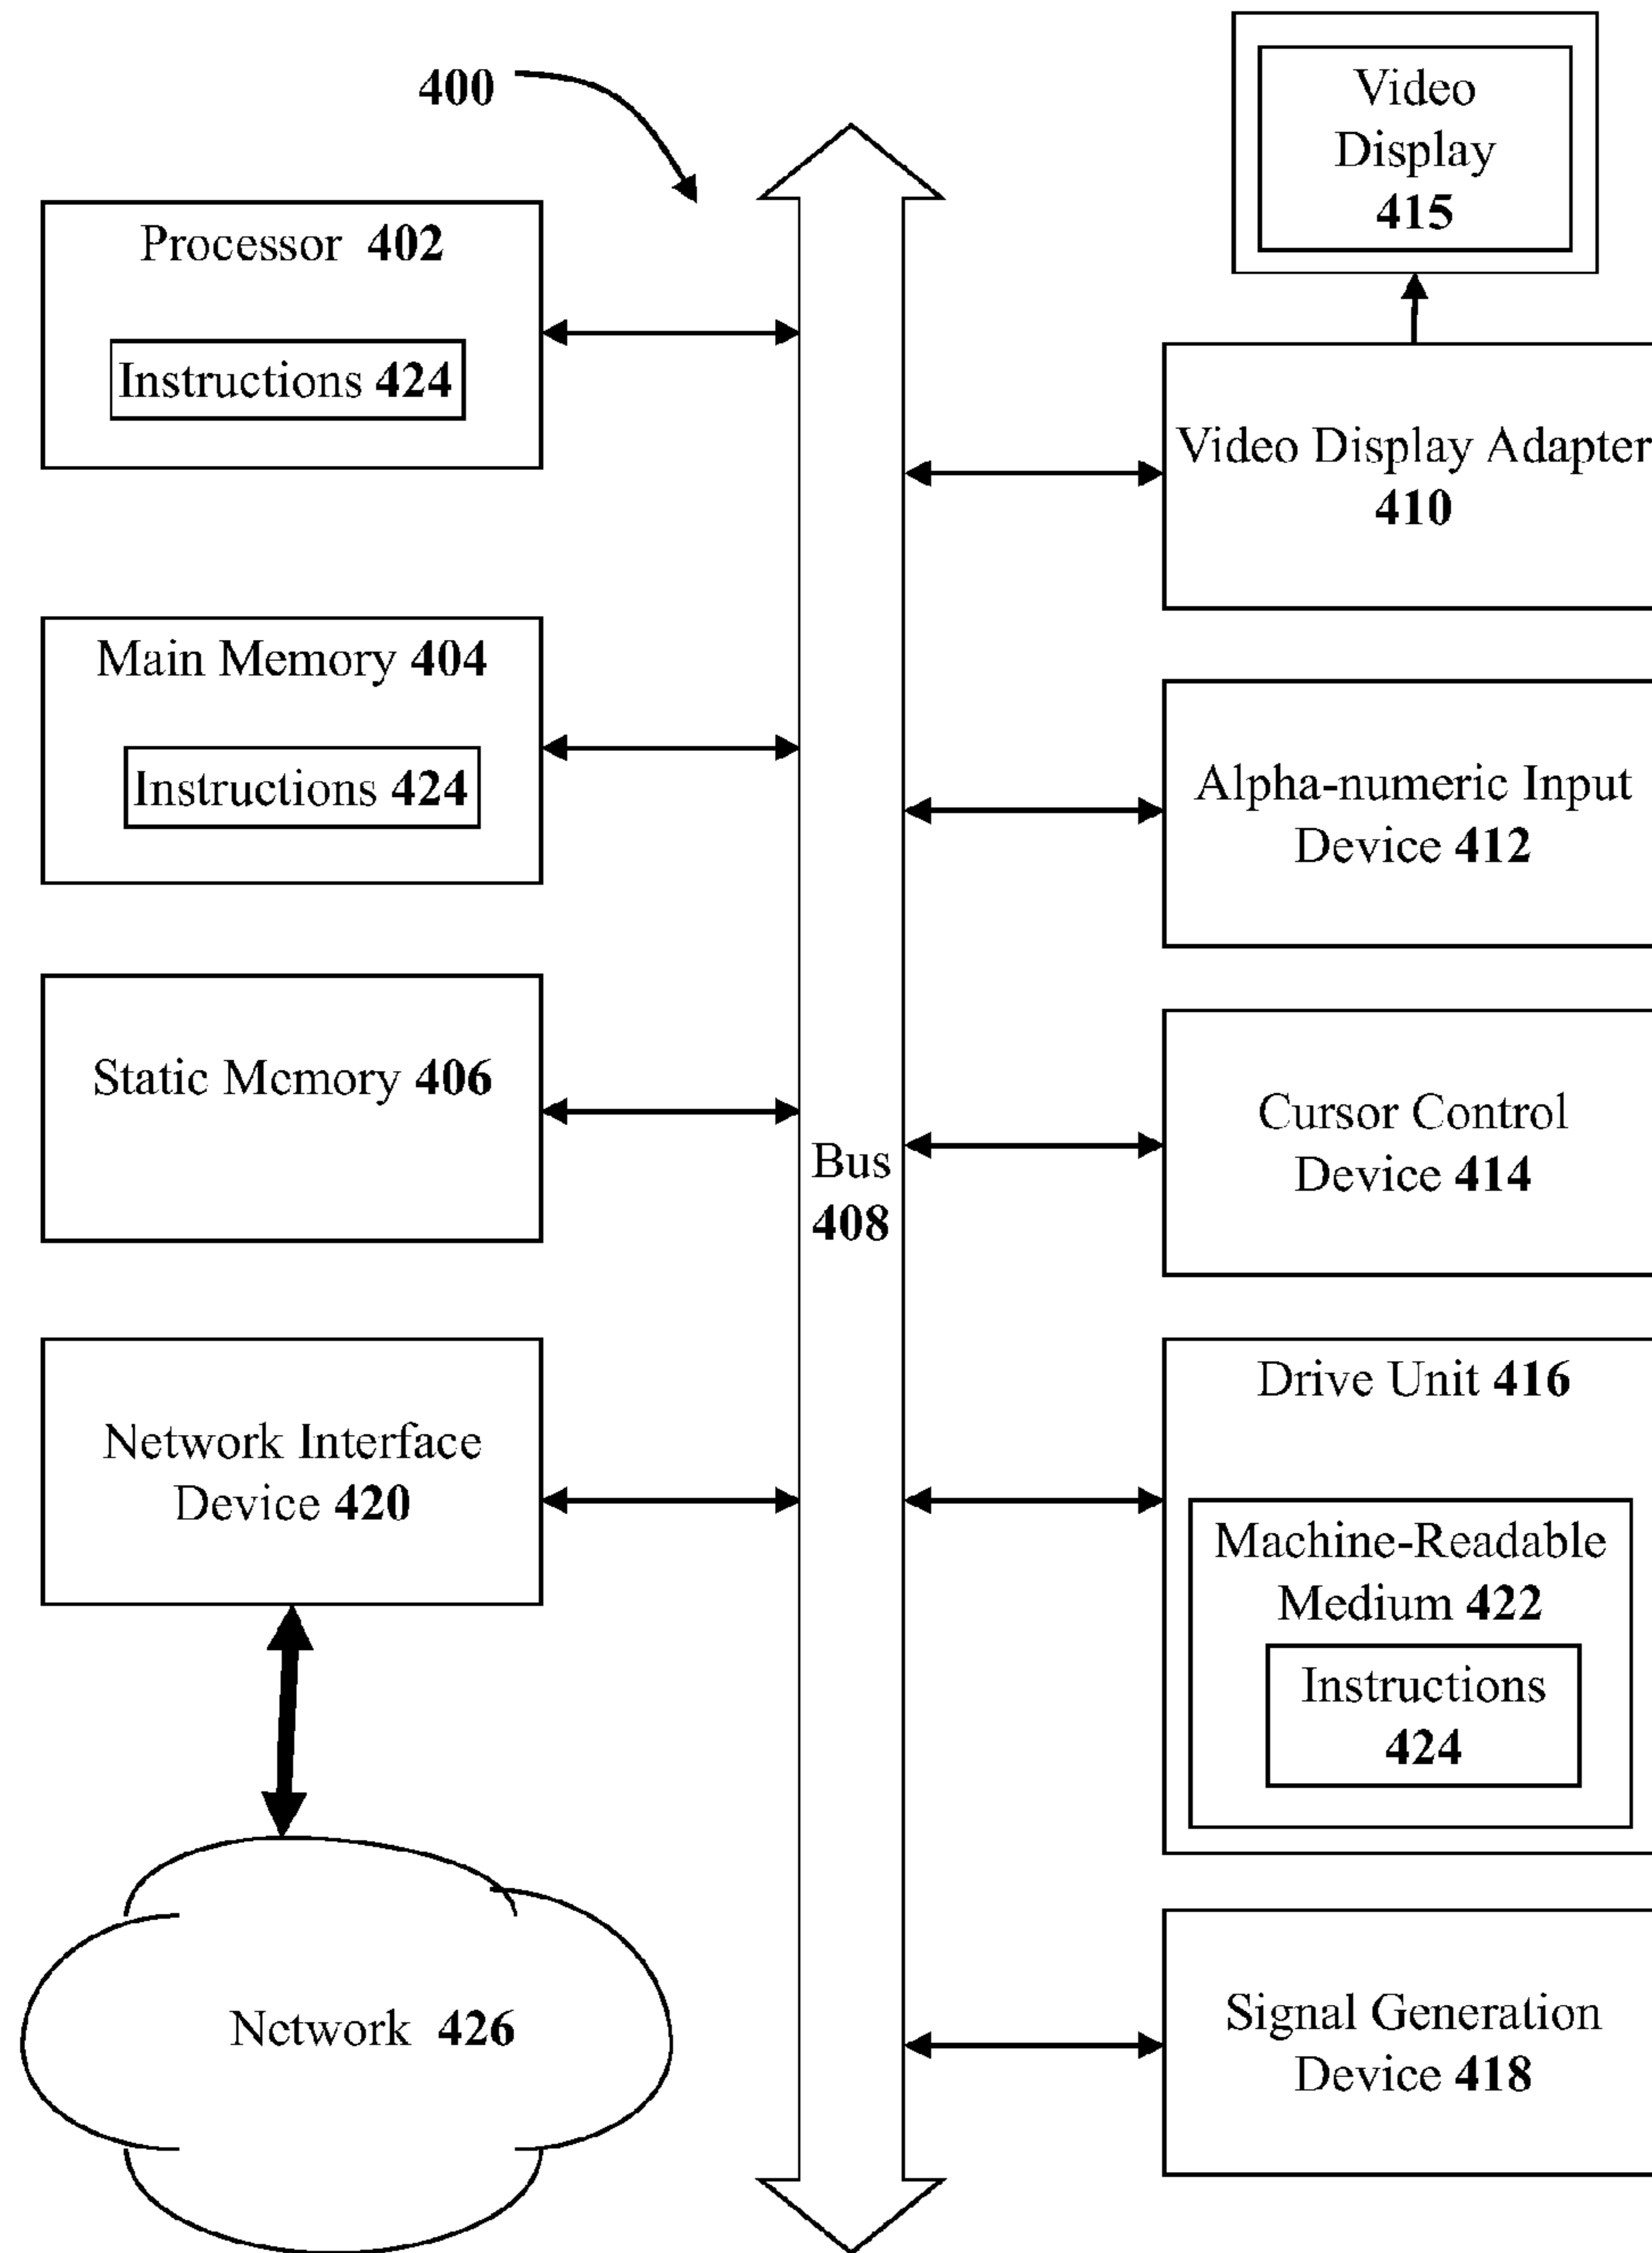 400
Processor 402
Instructions 424
Main Memory 404
Instructions 424
Static Memory 406
Network Interface
Device 420
Network 426
Bus
408
Video
Display
415
Video Display Adapter
410
Alpha-numeric Input
Device 412
Cursor Control
Device 414
Drive Unit 416
Machine-Readable
Medium 422
Instructions
424
Signal Generation
Device 418